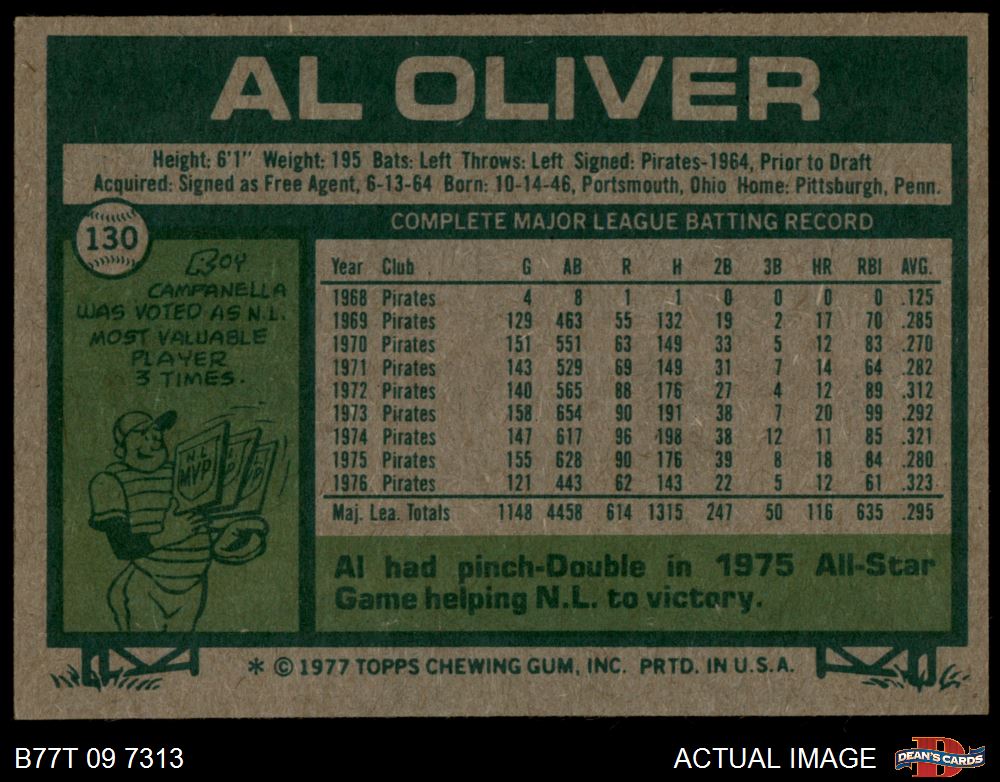 AL OLIVER
Height: 6'1" Weight: 195 Bats: Left Throws: Left Signed: Pirates-1964, Prior to Draft
Acquired: Signed as Free Agent, 6-13-64 Born: 10-14-46, Portsmouth, Ohio Home: Pittsburgh, Penn.
130
COMPLETE MAJOR LEAGUE BATTING RECORD
ROY
CAMPANELLA
WAS VOTED AS N.L.
MOST VALUABLE
PLAYER
3 TIMES.
N.L. MVP
Year Club G AB R H 2B 3B HR RBI AVG.
1968 Pirates 4 8 1 1 0 0 0 0 .125
1969 Pirates 129 463 55 132 19 2 17 70 .285
1970 Pirates 151 551 63 149 33 5 12 83 .270
1971 Pirates 143 529 69 149 31 7 14 64 .282
1972 Pirates 140 565 88 176 27 4 12 89 .312
1973 Pirates 158 654 90 191 38 7 20 99 .292
1974 Pirates 147 617 96 198 38 12 11 85 .321
1975 Pirates 155 628 90 176 39 8 18 84 .280
1976 Pirates 121 443 62 143 22 5 12 61 .323
Maj. Lea. Totals 1148 4458 614 1315 247 50 116 635 .295
Al had pinch-Double in 1975 All-Star
Game helping N.L. to victory.
* © 1977 TOPPS CHEWING GUM, INC. PRTD. IN U.S.A.
B77T 09 7313
ACTUAL IMAGE
D
DEAN'S CARDS